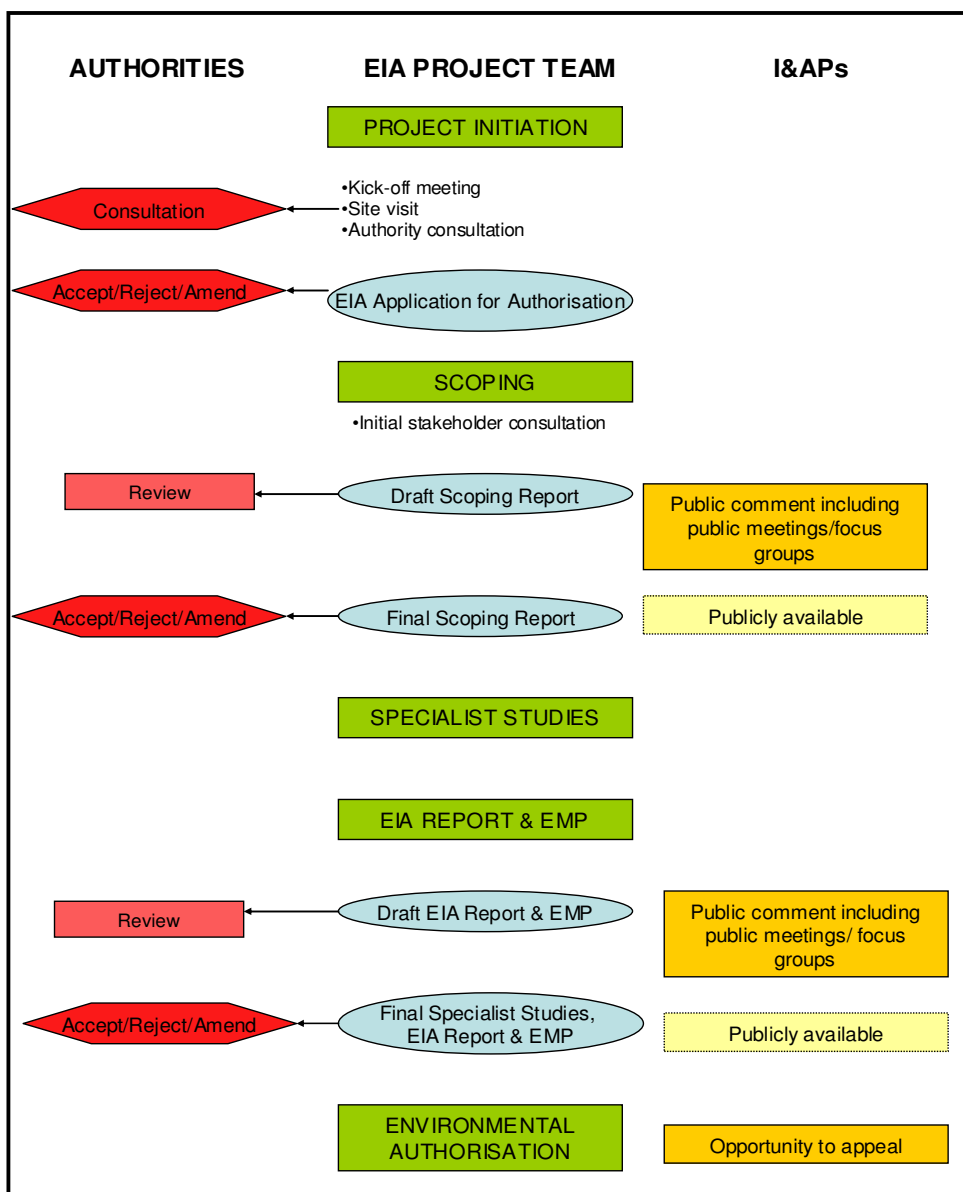 AUTHORITIES
EIA PROJECT TEAM
I&APs
PROJECT INITIATION
Consultation
•Kick-off meeting
•Site visit
•Authority consultation
Accept/Reject/Amend
EIA Application for Authorisation
SCOPING
•Initial stakeholder consultation
Review
Draft Scoping Report
Public comment including
public meetings/focus
groups
Accept/Reject/Amend
Final Scoping Report
Publicly available
SPECIALIST STUDIES
EIA REPORT & EMP
Review
Draft EIA Report & EMP
Public comment including
public meetings/ focus
groups
Accept/Reject/Amend
Final Specialist Studies,
EIA Report & EMP
Publicly available
ENVIRONMENTAL
AUTHORISATION
Opportunity to appeal